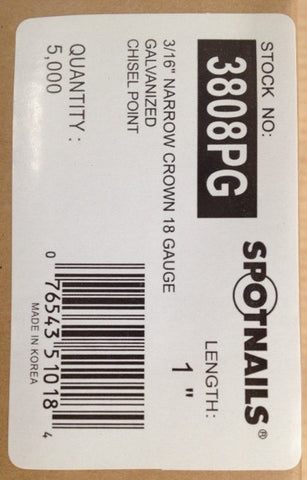 STOCK NO:
3808PG
SPOTNAILS®
3/16" NARROW CROWN 18 GAUGE
GALVANIZED
CHISEL POINT
LENGTH:
1"
QUANTITY:
5,000
0 76543 51018 4
MADE IN KOREA